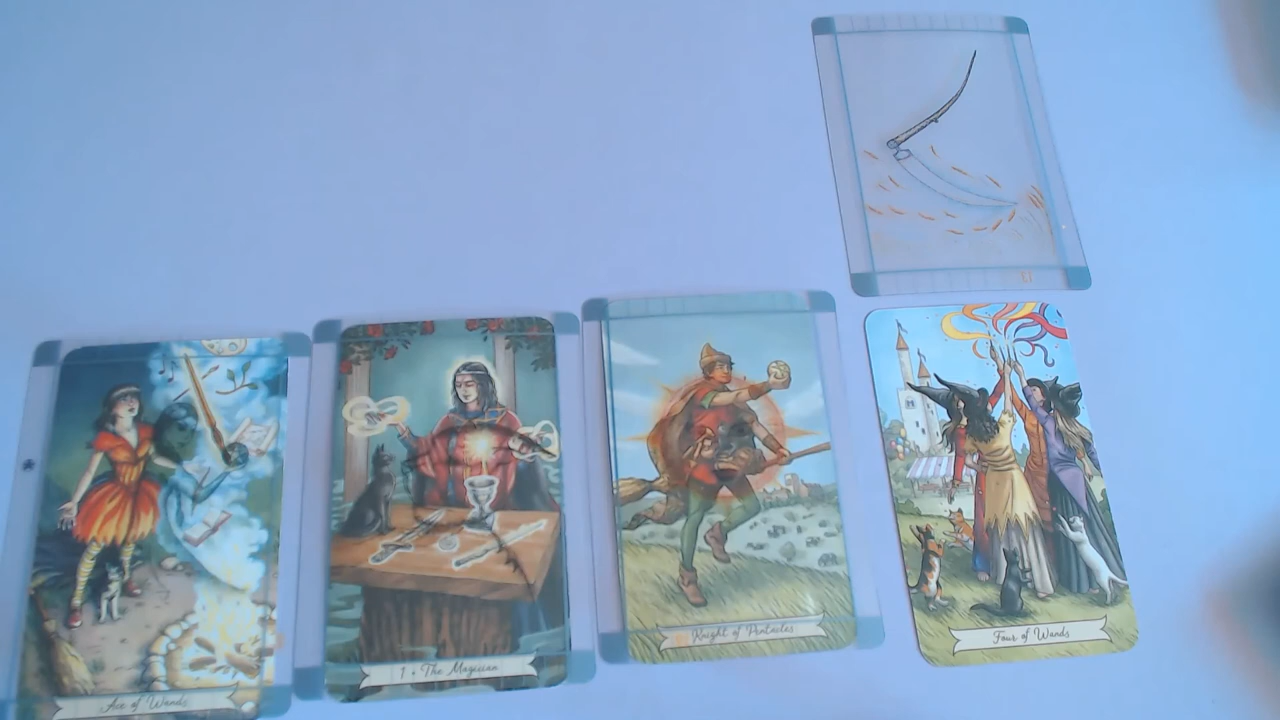 Ace of Wands
1 • The Magician
Knight of Pentacles
Four of Wands